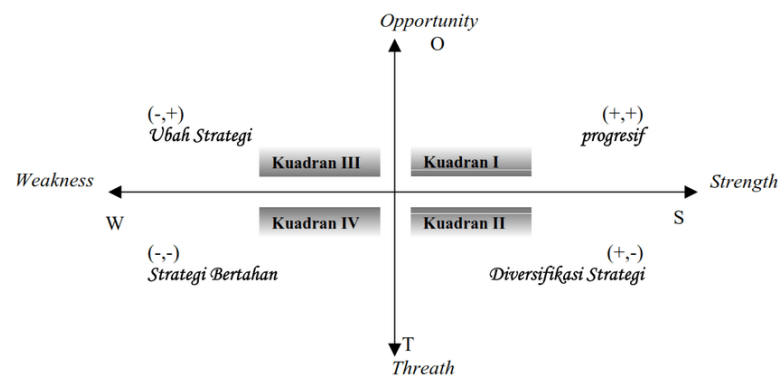 Opportunity
O
(-,+)
Ubah Strategi
(+,+)
progresif
Kuadran III
Kuadran I
Weakness
Strength
W
Kuadran IV
Kuadran II
S
(-,-)
Strategi Bertahan
(+,-)
Diversifikasi Strategi
T
Threath